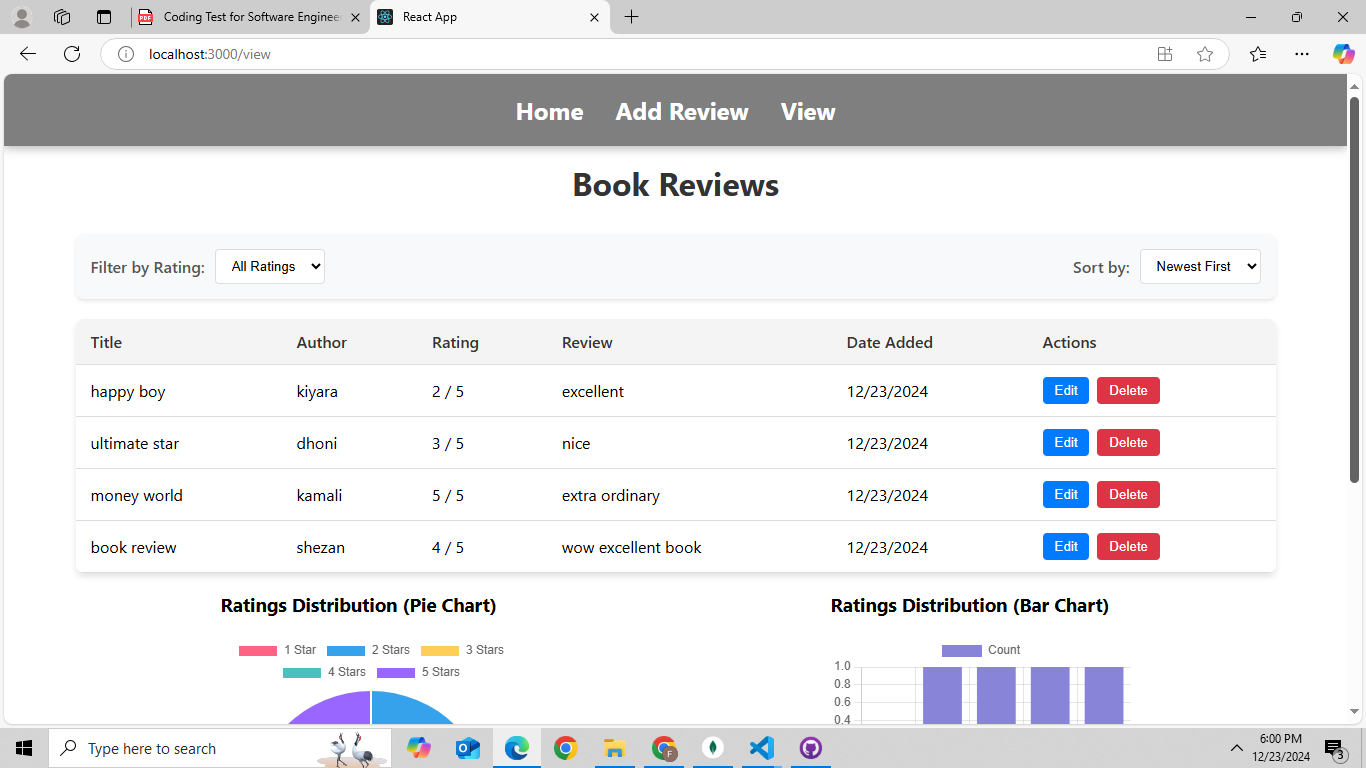 Coding Test for Software Enginee
React App
localhost:3000/view
Home Add Review View
Book Reviews
Filter by Rating: All Ratings Sort by: Newest First
Title Author Rating Review Date Added Actions
happy boy kiyara 2 / 5 excellent 12/23/2024 Edit Delete
ultimate star dhoni 3 / 5 nice 12/23/2024 Edit Delete
money world kamali 5 / 5 extra ordinary 12/23/2024 Edit Delete
book review shezan 4 / 5 wow excellent book 12/23/2024 Edit Delete
Ratings Distribution (Pie Chart)
1 Star 2 Stars 3 Stars
4 Stars 5 Stars
Ratings Distribution (Bar Chart)
Count
1.0
0.8
0.6
0.4
Type here to search
6:00 PM
12/23/2024
3